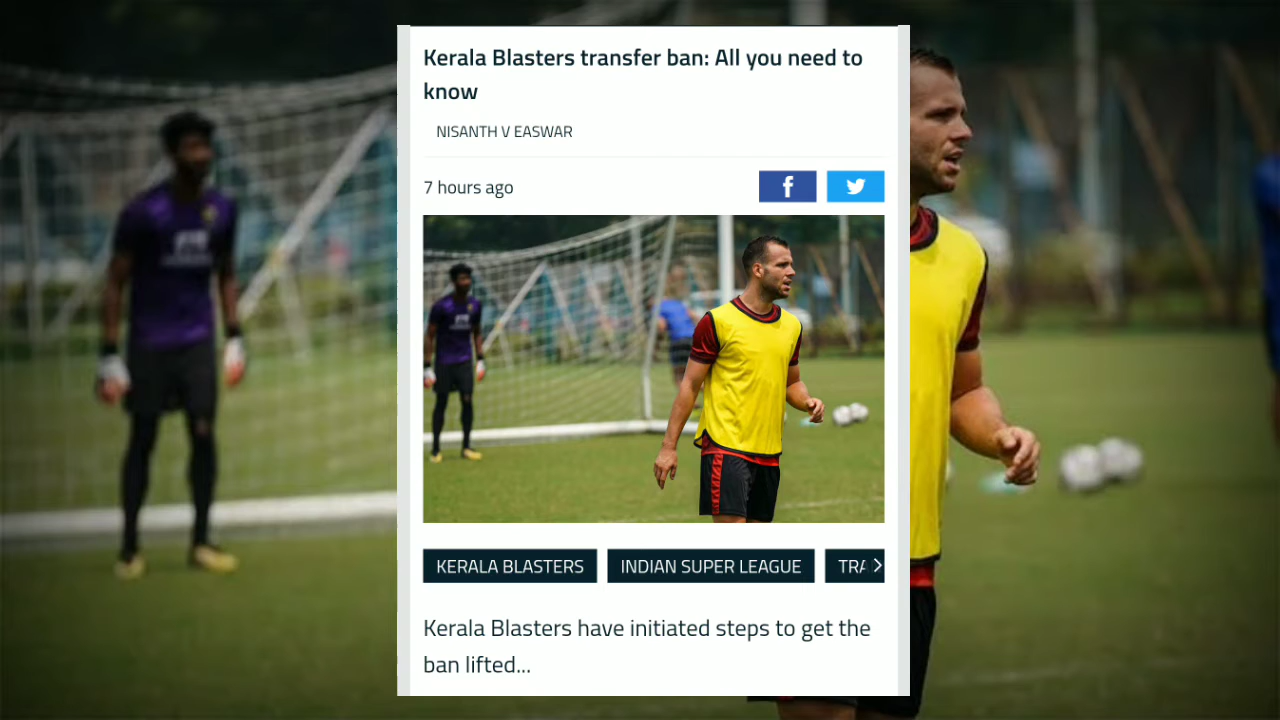 Kerala Blasters transfer ban: All you need to
know
NISANTH V EASWAR
7 hours ago
KERALA BLASTERS
INDIAN SUPER LEAGUE
Kerala Blasters have initiated steps to get the
ban lifted...